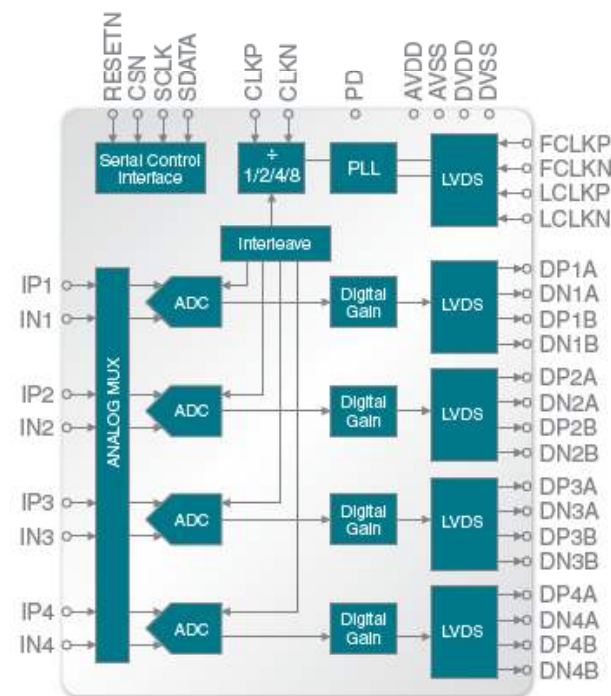 RESETN
CSN
SCLK
SDATA
CLKP
CLKN
PD
AVDD
AVSS
DVDD
DVSS
Serial Control
Interface
÷
1/2/4/8
PLL
LVDS
FCLKP
FCLKN
LCLKP
LCLKN
Interleave
IP1
IN1
ANALOG MUX
ADC
Digital
Gain
LVDS
DP1A
DN1A
DP1B
DN1B
IP2
IN2
ADC
Digital
Gain
LVDS
DP2A
DN2A
DP2B
DN2B
IP3
IN3
ADC
Digital
Gain
LVDS
DP3A
DN3A
DP3B
DN3B
IP4
IN4
ADC
Digital
Gain
LVDS
DP4A
DN4A
DP4B
DN4B